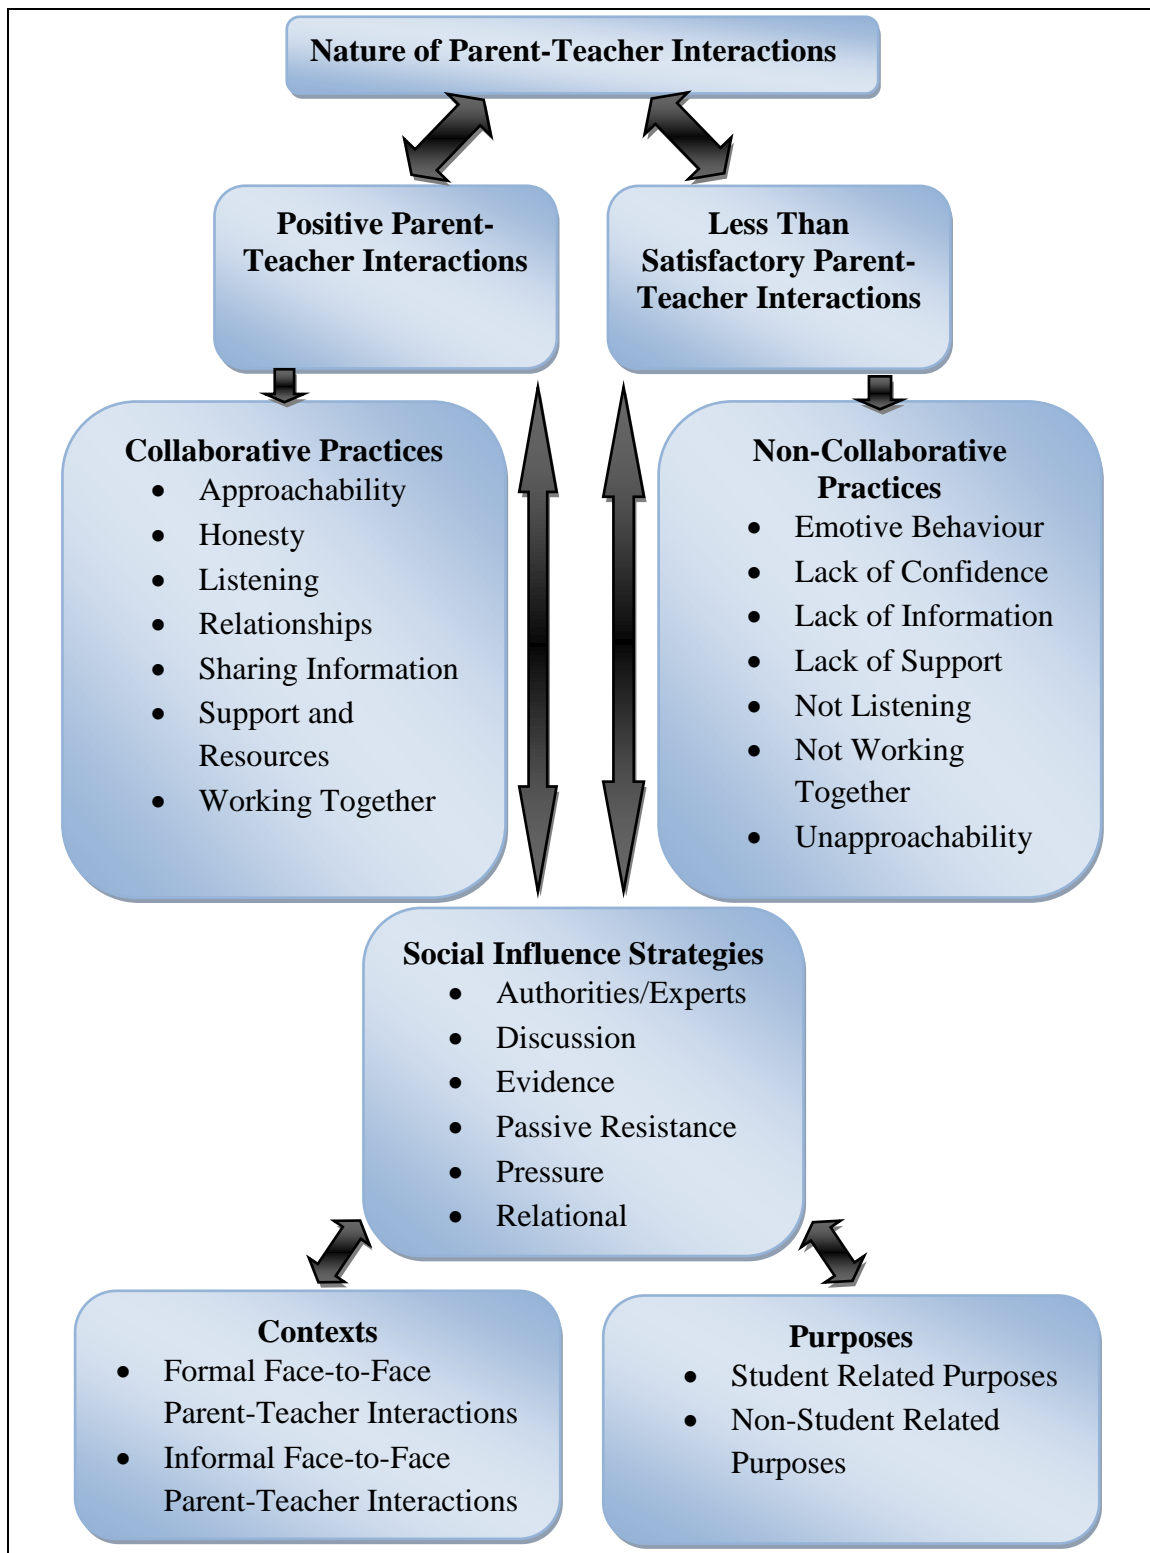 Nature of Parent-Teacher Interactions
Positive Parent-
Teacher Interactions
Less Than
Satisfactory Parent-
Teacher Interactions
Collaborative Practices
• Approachability
• Honesty
• Listening
• Relationships
• Sharing Information
• Support and
Resources
• Working Together
Non-Collaborative
Practices
• Emotive Behaviour
• Lack of Confidence
• Lack of Information
• Lack of Support
• Not Listening
• Not Working
Together
• Unapproachability
Social Influence Strategies
• Authorities/Experts
• Discussion
• Evidence
• Passive Resistance
• Pressure
• Relational
Contexts
• Formal Face-to-Face
Parent-Teacher Interactions
• Informal Face-to-Face
Parent-Teacher Interactions
Purposes
• Student Related Purposes
• Non-Student Related
Purposes